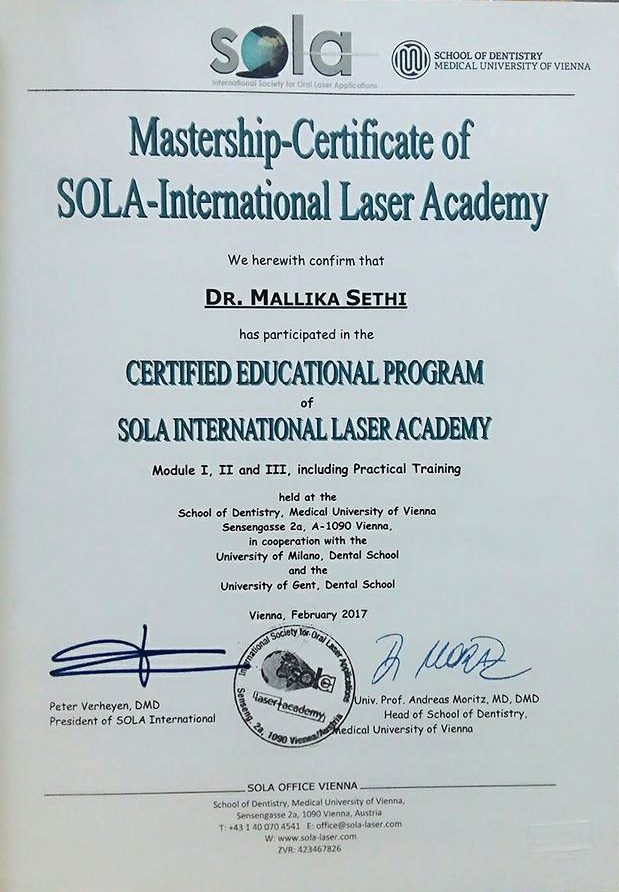 sola
International Society for Oral Laser Applications
SCHOOL OF DENTISTRY
MEDICAL UNIVERSITY OF VIENNA
Mastership-Certificate of
SOLA-International Laser Academy
We herewith confirm that
DR. MALLIKA SETHI
has participated in the
CERTIFIED EDUCATIONAL PROGRAM
of
SOLA INTERNATIONAL LASER ACADEMY
Module I, II and III, including Practical Training
held at the
School of Dentistry, Medical University of Vienna
Sensengasse 2a, A-1090 Vienna,
in cooperation with the
University of Milano, Dental School
and the
University of Gent, Dental School
Vienna, February 2017
International Society for Oral Laser Applications
sola
laser academy
Senseng. 2a, 1090 Vienna/Austria
Peter Verheyen, DMD
President of SOLA International
Univ. Prof. Andreas Moritz, MD, DMD
Head of School of Dentistry,
Medical University of Vienna
SOLA OFFICE VIENNA
School of Dentistry, Medical University of Vienna,
Sensengasse 2a, 1090 Vienna, Austria
T: +43 1 40 070 4541 E: office@sola-laser.com
W: www.sola-laser.com
ZVR: 423467826